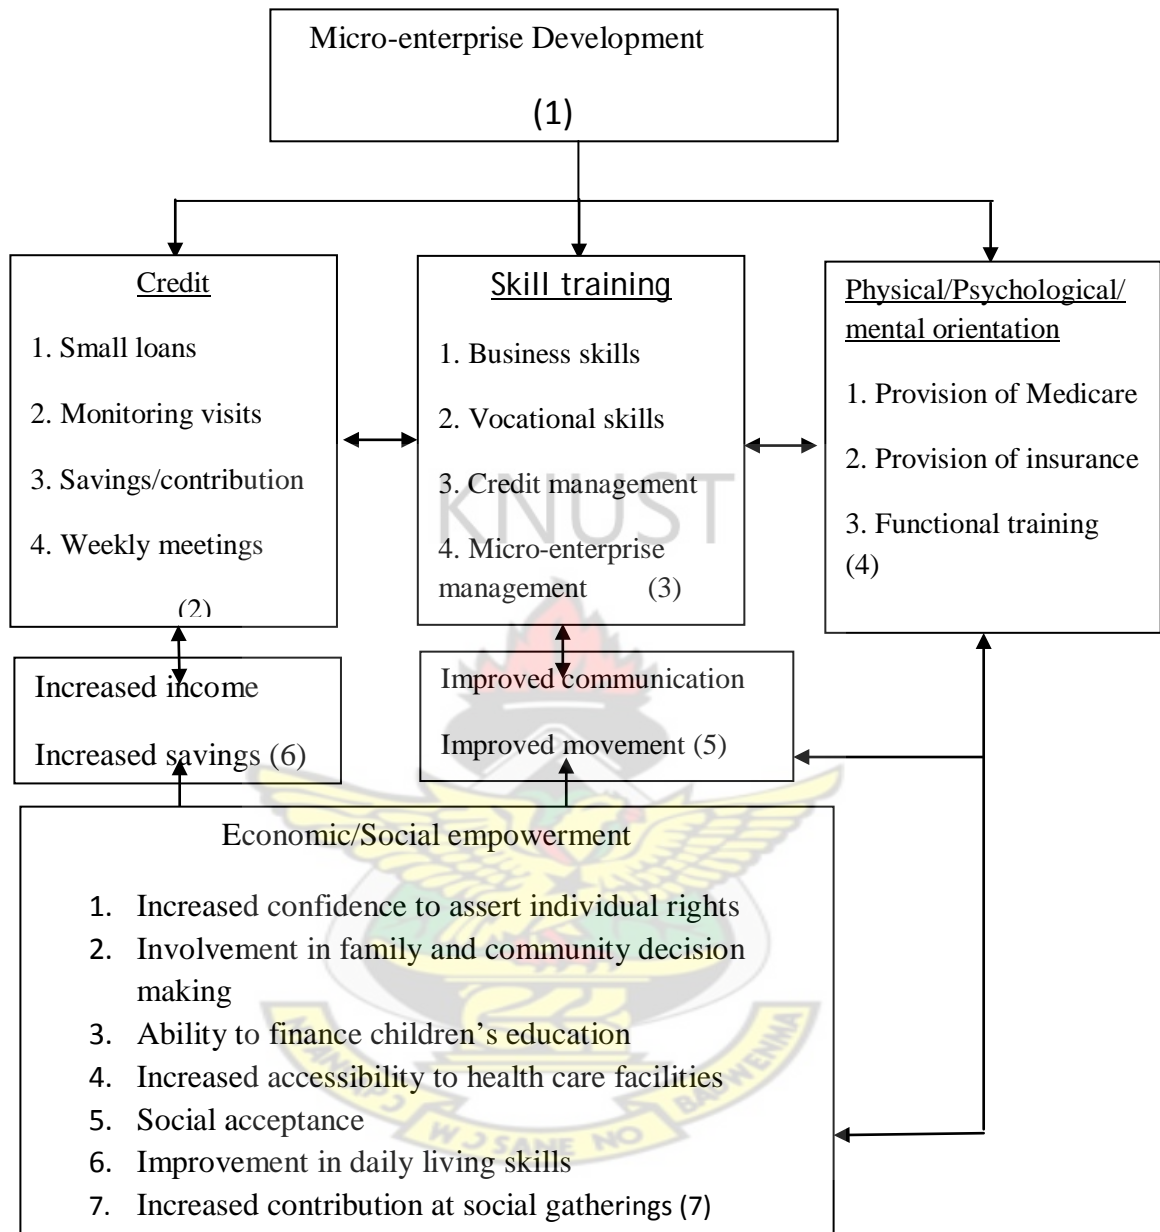 Micro-enterprise Development
(1)
Credit
1. Small loans
2. Monitoring visits
3. Savings/contribution
4. Weekly meetings
(2)
Skill training
1. Business skills
2. Vocational skills
3. Credit management
4. Micro-enterprise
management (3)
Physical/Psychological/
mental orientation
1. Provision of Medicare
2. Provision of insurance
3. Functional training
(4)
KNUST
Increased income
Increased savings (6)
Improved communication
Improved movement (5)
Economic/Social empowerment
1. Increased confidence to assert individual rights
2. Involvement in family and community decision
making
3. Ability to finance children's education
4. Increased accessibility to health care facilities
5. Social acceptance
6. Improvement in daily living skills
7. Increased contribution at social gatherings (7)
W Ɔ SANE NO BADWENMA